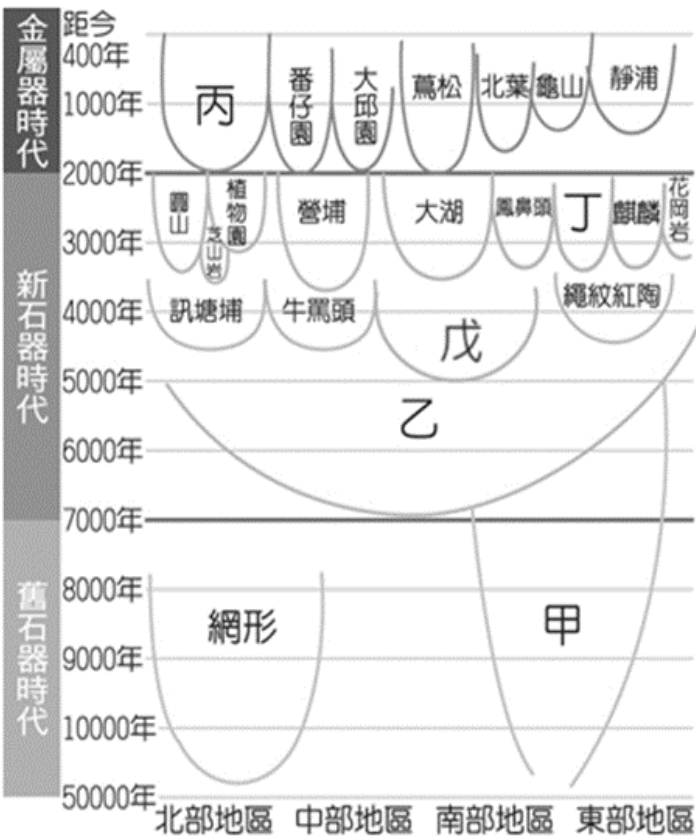 金屬器時代
新石器時代
舊石器時代
距今
400年
1000年
2000年
3000年
4000年
5000年
6000年
7000年
8000年
9000年
10000年
50000年
丙
番仔園
大邱園
蔦松
北葉
龜山
靜浦
圓山
芝山岩
植物園
營埔
大湖
鳳鼻頭
丁
麒麟
花岡岩
訊塘埔
牛罵頭
戊
繩紋紅陶
乙
網形
甲
北部地區
中部地區
南部地區
東部地區